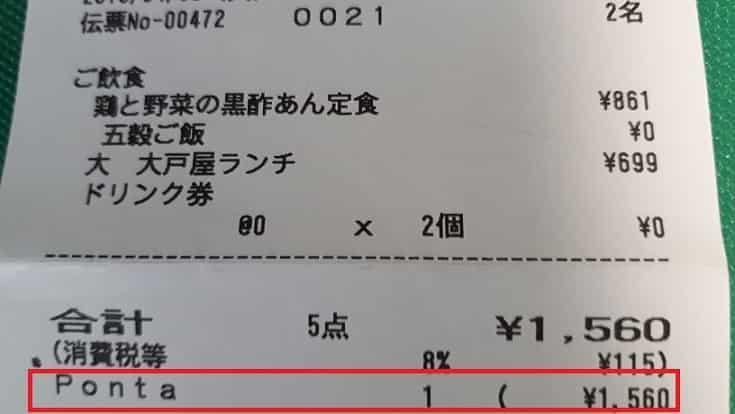 伝票No-00472 0021 2名
ご飲食
鶏と野菜の黒酢あん定食 ¥861
五穀ご飯 ¥0
大 大戸屋ランチ ¥699
ドリンク券
@0 x 2個 ¥0
合計 5点 ¥1,560
(消費税等 8% ¥115)
Ponta 1 ( ¥1,560